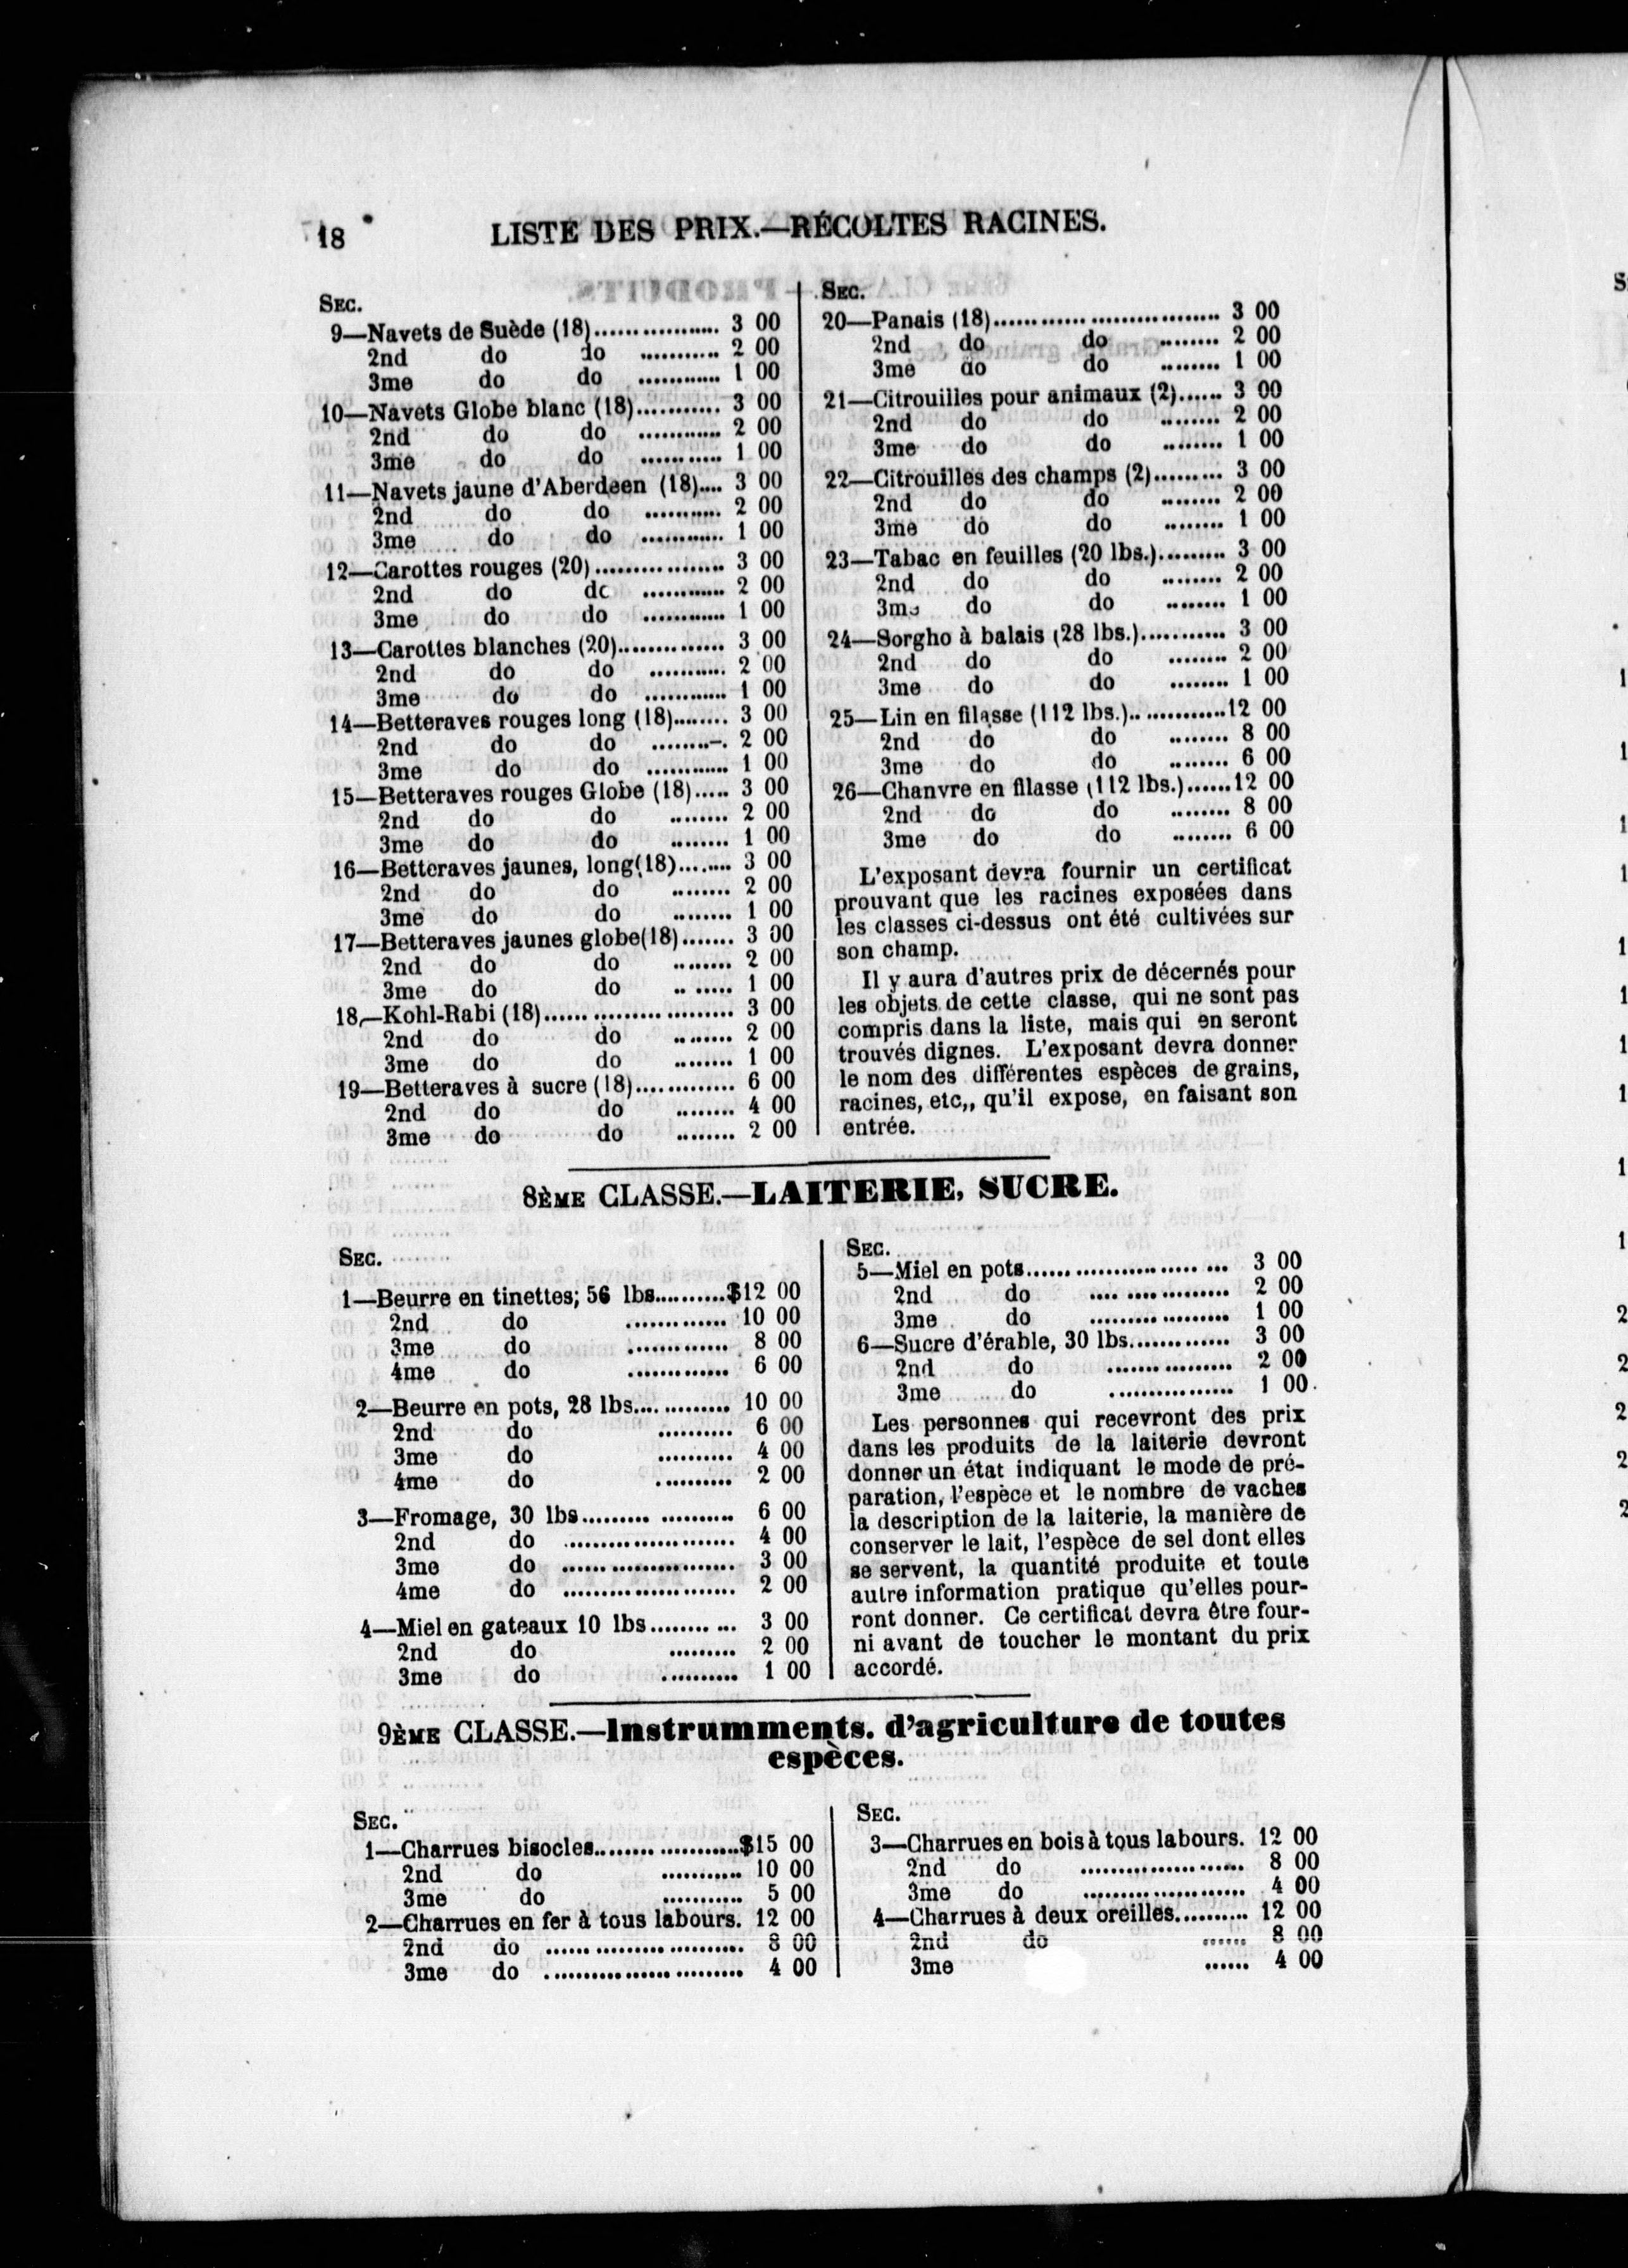 18 LISTE DES PRIX.—RÉCOLTES RACINES.
SEC.
9—Navets de Suède (18).................. 3 00
2nd do do ........... 2 00
3me do do ............ 1 00
10—Navets Globe blanc (18)............ 3 00
2nd do do ............ 2 00
3me do do ........... 1 00
11—Navets jaune d'Aberdeen (18).... 3 00
2nd do do ........... 2 00
3me do do ............ 1 00
12—Carottes rouges (20).................. 3 00
2nd do do ............ 2 00
3me do do ............ 1 00
13—Carottes blanches (20)............... 3 00
2nd do do ........... 2 00
3me do do ............ 1 00
14—Betteraves rouges long (18)........ 3 00
2nd do do ........—. 2 00
3me do do ............ 1 00
15—Betteraves rouges Globe (18)..... 3 00
2nd do do ........ 2 00
3me do do ........ 1 00
16—Betteraves jaunes, long(18)........ 3 00
2nd do do ........ 2 00
3me do do ........ 1 00
17—Betteraves jaunes globe(18)....... 3 00
2nd do do ........ 2 00
3me do do .. ..... 1 00
18,—Kohl-Rabi (18)...... ............. ......... 3 00
2nd do do ........ 2 00
3me do do ........ 1 00
19—Betteraves à sucre (18)............. 6 00
2nd do do ........ 4 00
3me do do ........ 2 00
SEC.
20—Panais (18)............ .................... 3 00
2nd do do ........ 2 00
3me do do ........ 1 00
21—Citrouilles pour animaux (2)...... 3 00
2nd do do ........ 2 00
3me do do ........ 1 00
22—Citrouilles des champs (2)......... 3 00
2nd do do ........ 2 00
3me do do ........ 1 00
23—Tabac en feuilles (20 lbs.)......... 3 00
2nd do do ........ 2 00
3me do do ........ 1 00
24—Sorgho à balais (28 lbs.)........... 3 00
2nd do do ........ 2 00
3me do do ........ 1 00
25—Lin en filasse (112 lbs.).. ...........12 00
2nd do do ........ 8 00
3me do do ........ 6 00
26—Chanvre en filasse (112 lbs.)......12 00
2nd do do ........ 8 00
3me do do ........ 6 00
L'exposant devra fournir un certificat
prouvant que les racines exposées dans
les classes ci-dessus ont été cultivées sur
son champ.
Il y aura d'autres prix de décernés pour
les objets de cette classe, qui ne sont pas
compris dans la liste, mais qui en seront
trouvés dignes. L'exposant devra donner
le nom des différentes espèces de grains,
racines, etc,, qu'il expose, en faisant son
entrée.
8ÈME CLASSE.—LAITERIE, SUCRE.
SEC.
1—Beurre en tinettes; 56 lbs..........$12 00
2nd do ............. 10 00
3me do ............. 8 00
4me do ............. 6 00
2—Beurre en pots, 28 lbs.... ......... 10 00
2nd do .......... 6 00
3me do .......... 4 00
4me do .......... 2 00
3—Fromage, 30 lbs......... .......... 6 00
2nd do ...................... 4 00
3me do ...................... 3 00
4me do ...................... 2 00
4—Miel en gateaux 10 lbs........ ... 3 00
2nd do ......... 2 00
3me do .......... 1 00
SEC.
5—Miel en pots...... .............. ..... ... 3 00
2nd do .... .... ........... 2 00
3me do .................. 1 00
6—Sucre d'érable, 30 lbs............. 3 00
2nd do ....... ......... 2 00
3me do ................ 1 00.
Les personnes qui recevront des prix
dans les produits de la laiterie devront
donner un état indiquant le mode de pré-
paration, l'espèce et le nombre de vaches
la description de la laiterie, la manière de
conserver le lait, l'espèce de sel dont elles
se servent, la quantité produite et toute
autre information pratique qu'elles pour-
ront donner. Ce certificat devra être four-
ni avant de toucher le montant du prix
accordé.
9ÈME CLASSE.—Instrumments. d'agriculture de toutes
espèces.
SEC.
1—Charrues bisocles........ ...........$15 00
2nd do ........... 10 00
3me do ........... 5 00
2—Charrues en fer à tous labours. 12 00
2nd do ...... ............ .......... 8 00
3me do ................ ......... 4 00
SEC.
3—Charrues en bois à tous labours. 12 00
2nd do .............. ...... 8 00
3me do ......... ............ 4 00
4—Charrues à deux oreilles.......... 12 00
2nd do ...... 8 00
3me ...... 4 00